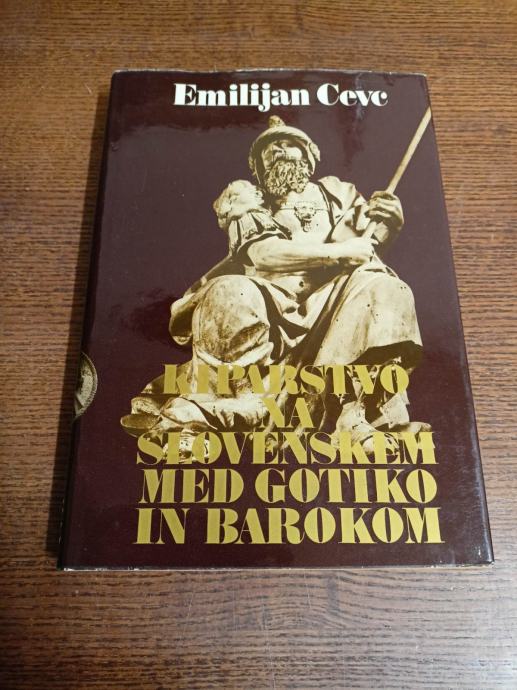 Emilijan Cevc
KIPARSTVO
NA
SLOVENSKEM
MED GOTIKO
IN BAROKOM